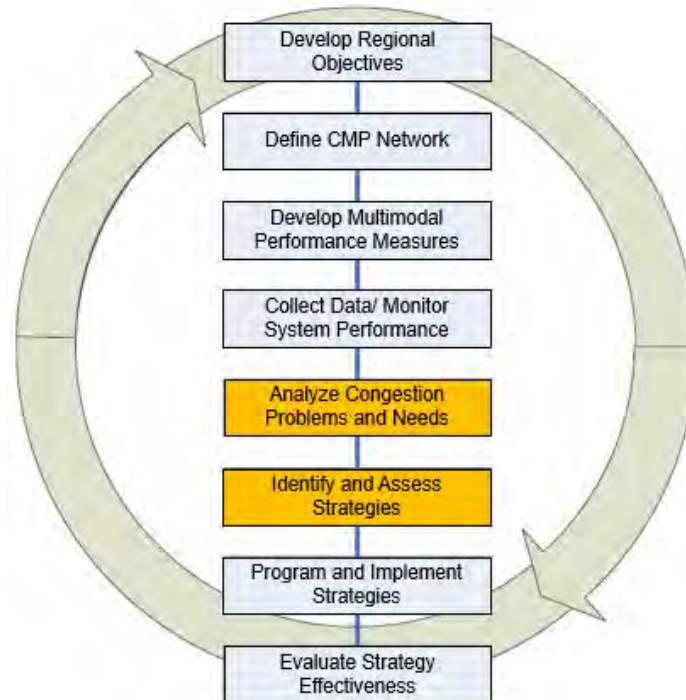 Develop Regional
Objectives
Define CMP Network
Develop Multimodal
Performance Measures
Collect Data/ Monitor
System Performance
Analyze Congestion
Problems and Needs
Identify and Assess
Strategies
Program and Implement
Strategies
Evaluate Strategy
Effectiveness